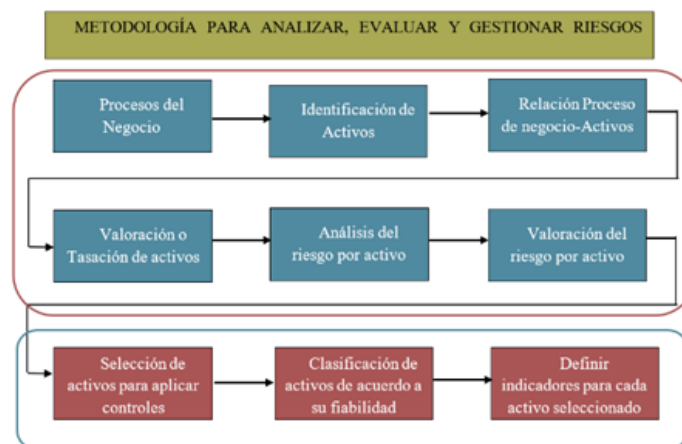 METODOLOGÍA PARA ANALIZAR, EVALUAR Y GESTIONAR RIESGOS
Procesos del
Negocio
Identificación de
Activos
Relación Proceso
de negocio-Activos
Valoración o
Tasación de activos
Análisis del
riesgo por activo
Valoración del
riesgo por activo
Selección de
activos para aplicar
controles
Clasificación de
activos de acuerdo a
su fiabilidad
Definir
indicadores para cada
activo seleccionado